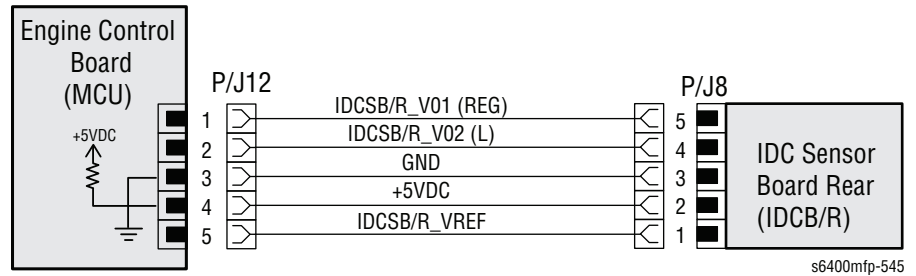 Engine Control
Board
(MCU)
+5VDC
P/J12
P/J8
1 IDCSB/R_V01 (REG) 5
2 IDCSB/R_V02 (L) 4
3 GND 3
4 +5VDC 2
5 IDCSB/R_VREF 1
IDC Sensor
Board Rear
(IDCB/R)
s6400mfp-545